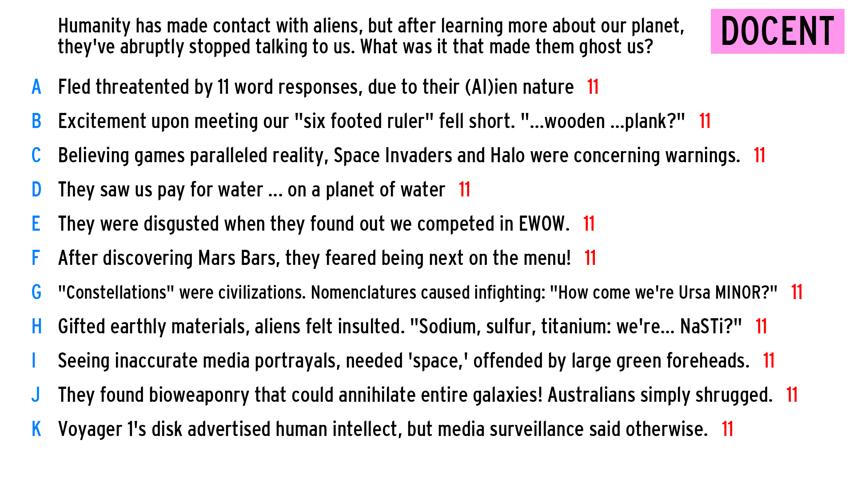 Humanity has made contact with aliens, but after learning more about our planet,
they've abruptly stopped talking to us. What was it that made them ghost us?
DOCENT
A Fled threatented by 11 word responses, due to their (AI)ien nature 11
B Excitement upon meeting our "six footed ruler" fell short. "...wooden ...plank?" 11
C Believing games paralleled reality, Space Invaders and Halo were concerning warnings. 11
D They saw us pay for water ... on a planet of water 11
E They were disgusted when they found out we competed in EWOW. 11
F After discovering Mars Bars, they feared being next on the menu! 11
G "Constellations" were civilizations. Nomenclatures caused infighting: "How come we're Ursa MINOR?" 11
H Gifted earthly materials, aliens felt insulted. "Sodium, sulfur, titanium: we're... NaSTi?" 11
I Seeing inaccurate media portrayals, needed 'space,' offended by large green foreheads. 11
J They found bioweaponry that could annihilate entire galaxies! Australians simply shrugged. 11
K Voyager 1's disk advertised human intellect, but media surveillance said otherwise. 11